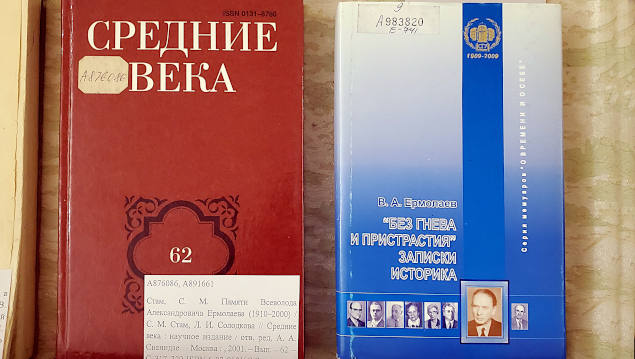 ISSN 0131-8780
СРЕДНИЕ
ВЕКА
А876086
62
А876086, А891661
Стам, С. М. Памяти Всеволода
Александровича Ермолаева (1910–2000) /
С. М. Стам, Л. И. Солодкова // Средние
века : научное издание / отв. ред. А. А.
Сванидзе. - Москва : , 2001. - Вып. - 62 -
9
А983820
Е-741
СГУ
1909-2009
Серия мемуаров "О ВРЕМЕНИ И О СЕБЕ"
В. А. Ермолаев
"БЕЗ ГНЕВА
И ПРИСТРАСТИЯ"
ЗАПИСКИ
ИСТОРИКА